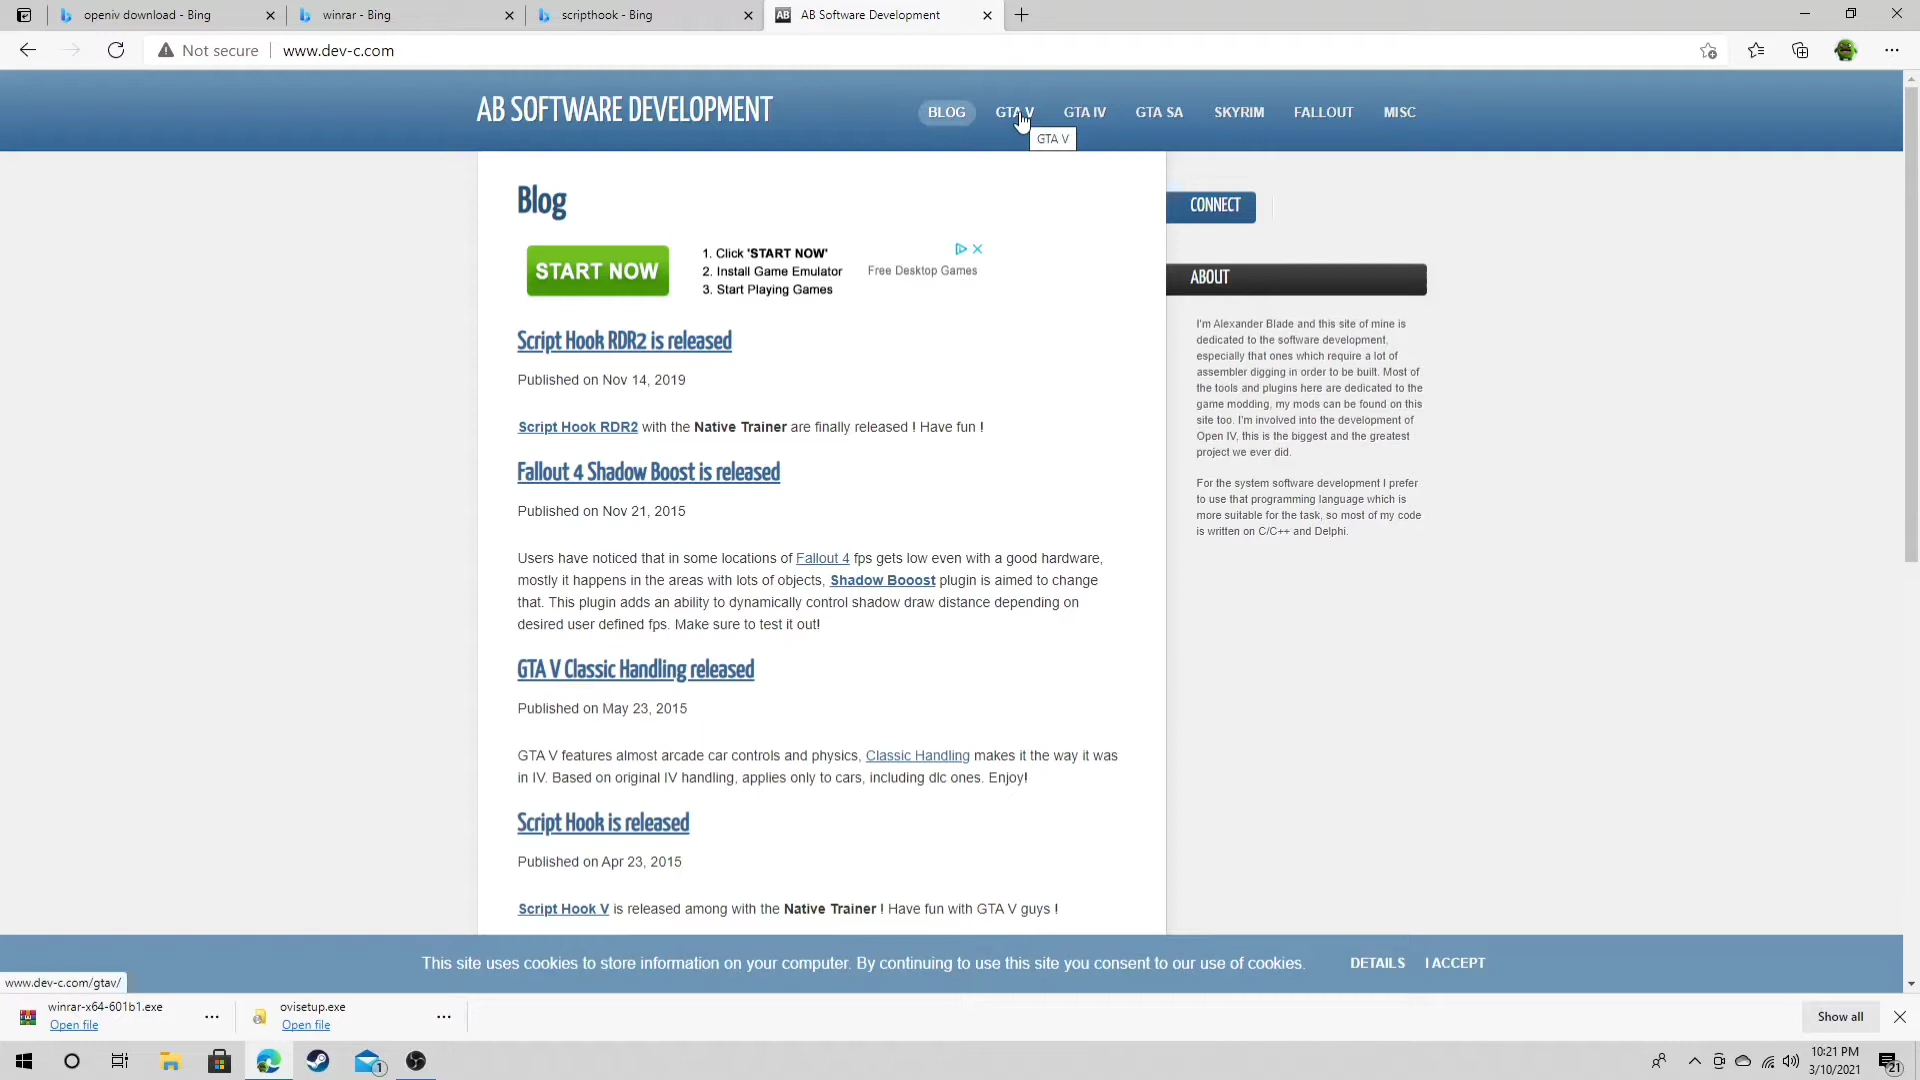 openiv download - Bing
winrar - Bing
scripthook - Bing
AB Software Development
Not secure
www.dev-c.com
AB SOFTWARE DEVELOPMENT
BLOG
GTA V
GTA IV
GTA SA
SKYRIM
FALLOUT
MISC
GTA V
Blog
START NOW
1. Click 'START NOW'
2. Install Game Emulator
3. Start Playing Games
Free Desktop Games
Script Hook RDR2 is released
Published on Nov 14, 2019
Script Hook RDR2 with the Native Trainer are finally released ! Have fun !
Fallout 4 Shadow Boost is released
Published on Nov 21, 2015
Users have noticed that in some locations of Fallout 4 fps gets low even with a good hardware,
mostly it happens in the areas with lots of objects, Shadow Booost plugin is aimed to change
that. This plugin adds an ability to dynamically control shadow draw distance depending on
desired user defined fps. Make sure to test it out!
GTA V Classic Handling released
Published on May 23, 2015
GTA V features almost arcade car controls and physics, Classic Handling makes it the way it was
in IV. Based on original IV handling, applies only to cars, including dlc ones. Enjoy!
Script Hook is released
Published on Apr 23, 2015
Script Hook V is released among with the Native Trainer ! Have fun with GTA V guys !
CONNECT
ABOUT
I'm Alexander Blade and this site of mine is
dedicated to the software development,
especially that ones which require a lot of
assembler digging in order to be built. Most of
the tools and plugins here are dedicated to the
game modding, my mods can be found on this
site too. I'm involved into the development of
Open IV, this is the biggest and the greatest
project we ever did.
For the system software development I prefer
to use that programming language which is
more suitable for the task, so most of my code
is written on C/C++ and Delphi.
This site uses cookies to store information on your computer. By continuing to use this site you consent to our use of cookies.
DETAILS
I ACCEPT
www.dev-c.com/gtav/
winrar-x64-601b1.exe
Open file
ovisetup.exe
Open file
Show all
1
10:21 PM
3/10/2021
21